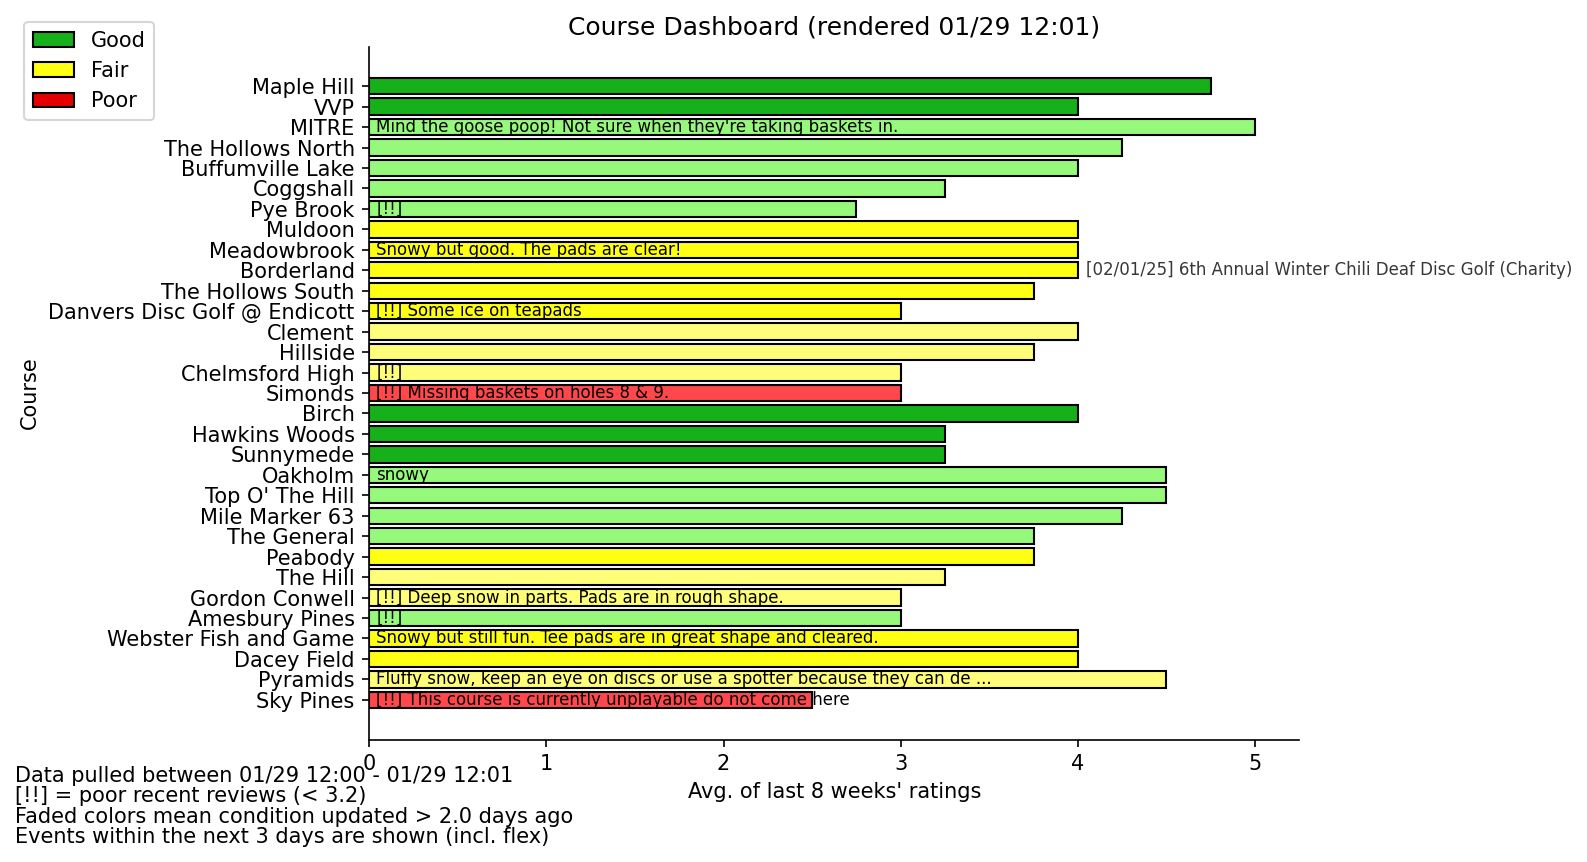 Course Dashboard (rendered 01/29 12:01)
Good
Fair
Poor
Maple Hill
VVP
MITRE Mind the goose poop! Not sure when they're taking baskets in.
The Hollows North
Buffumville Lake
Coggshall
Pye Brook [!!]
Muldoon
Meadowbrook Snowy but good. The pads are clear!
Borderland [02/01/25] 6th Annual Winter Chili Deaf Disc Golf (Charity)
The Hollows South
Danvers Disc Golf @ Endicott [!!] Some ice on teapads
Clement
Hillside
Chelmsford High [!!]
Simonds [!!] Missing baskets on holes 8 & 9.
Birch
Hawkins Woods
Sunnymede
Oakholm snowy
Top O' The Hill
Mile Marker 63
The General
Peabody
The Hill
Gordon Conwell [!!] Deep snow in parts. Pads are in rough shape.
Amesbury Pines [!!]
Webster Fish and Game Snowy but still fun. Tee pads are in great shape and cleared.
Dacey Field
Pyramids Fluffy snow, keep an eye on discs or use a spotter because they can de ...
Sky Pines [!!] This course is currently unplayable do not come here
Course
0 1 2 3 4 5
Avg. of last 8 weeks' ratings
Data pulled between 01/29 12:00 - 01/29 12:01
[!!] = poor recent reviews (< 3.2)
Faded colors mean condition updated > 2.0 days ago
Events within the next 3 days are shown (incl. flex)